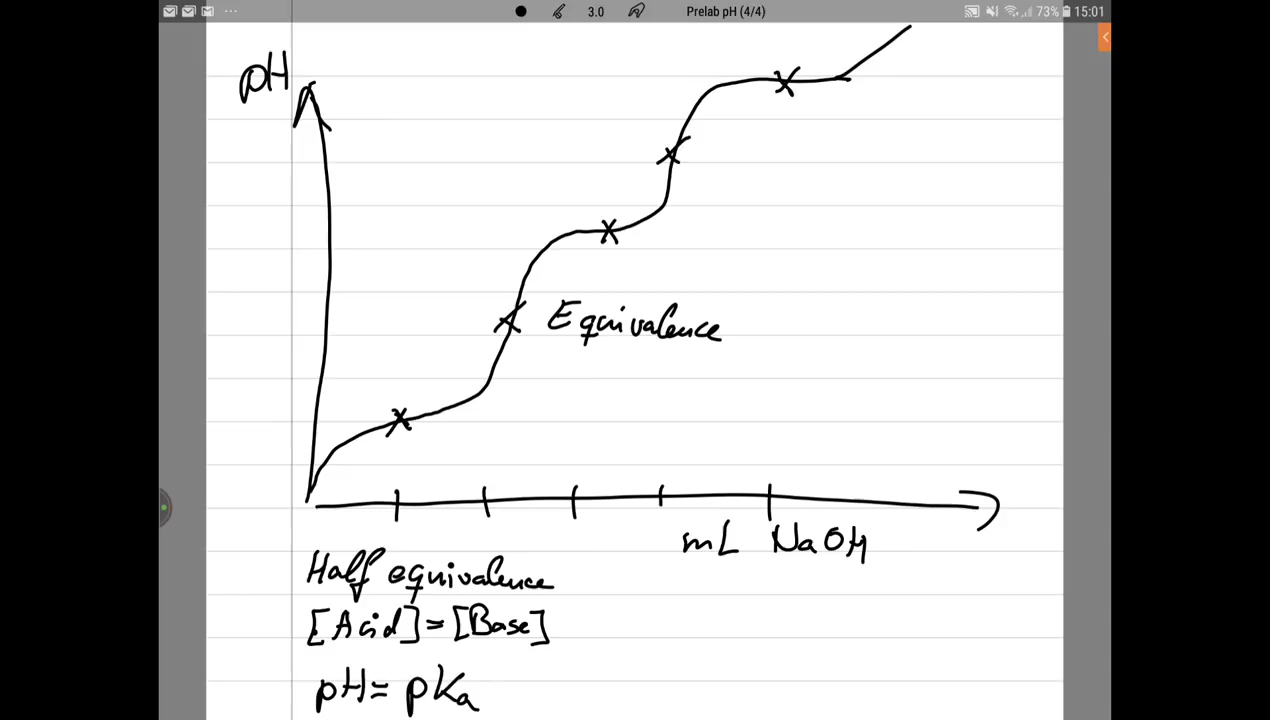 3.0
Prelab pH (4/4)
73%
15:01
pH
Equivalence
mL NaOH
Half equivalence
[Acid]=[Base]
pH= pKa